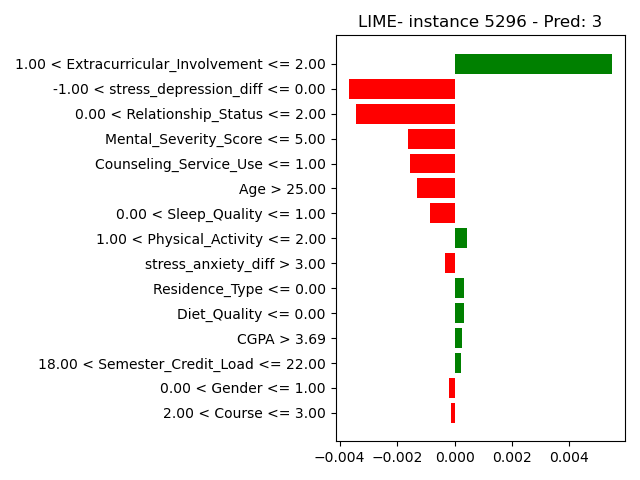 LIME- instance 5296 - Pred: 3
1.00 < Extracurricular_Involvement <= 2.00
-1.00 < stress_depression_diff <= 0.00
0.00 < Relationship_Status <= 2.00
Mental_Severity_Score <= 5.00
Counseling_Service_Use <= 1.00
Age > 25.00
0.00 < Sleep_Quality <= 1.00
1.00 < Physical_Activity <= 2.00
stress_anxiety_diff > 3.00
Residence_Type <= 0.00
Diet_Quality <= 0.00
CGPA > 3.69
18.00 < Semester_Credit_Load <= 22.00
0.00 < Gender <= 1.00
2.00 < Course <= 3.00
−0.004 −0.002 0.000 0.002 0.004